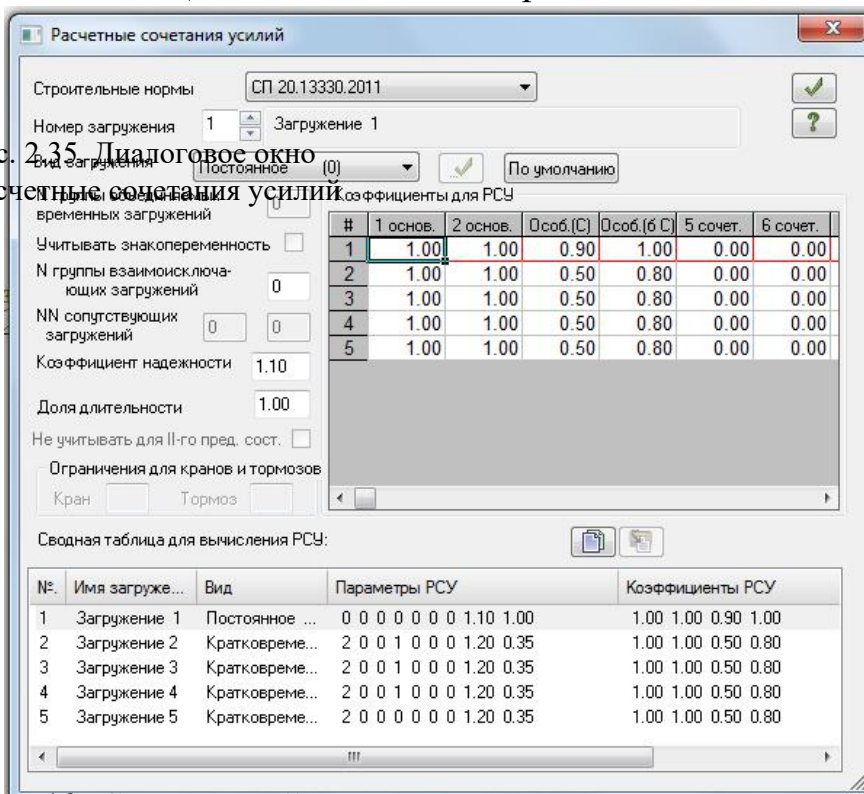 Расчетные сочетания усилий
Строительные нормы СП 20.13330.2011
Номер загружения 1 Загружение 1
с. 2.35. Диалоговое окно
Вид загружения Постоянное (0) По умолчанию
счетные сочетания усилий
N группы объединяемых временных загружений 0
Учитывать знакопеременность
N группы взаимоисключа-
ющих загружений 0
NN сопутствующих
загружений 0 0
Коэффициент надежности 1.10
Доля длительности 1.00
Не учитывать для II-го пред. сост.
Ограничения для кранов и тормозов
Кран Тормоз
Коэффициенты для РСУ
# 1 основ. 2 основ. Особ.(С) Особ.(б С) 5 сочет. 6 сочет.
1 1.00 1.00 0.90 1.00 0.00 0.00
2 1.00 1.00 0.50 0.80 0.00 0.00
3 1.00 1.00 0.50 0.80 0.00 0.00
4 1.00 1.00 0.50 0.80 0.00 0.00
5 1.00 1.00 0.50 0.80 0.00 0.00
Сводная таблица для вычисления РСУ:
№. Имя загруже... Вид Параметры РСУ Коэффициенты РСУ
1 Загружение 1 Постоянное ... 0 0 0 0 0 0 0 1.10 1.00 1.00 1.00 0.90 1.00
2 Загружение 2 Кратковреме... 2 0 0 1 0 0 0 1.20 0.35 1.00 1.00 0.50 0.80
3 Загружение 3 Кратковреме... 2 0 0 1 0 0 0 1.20 0.35 1.00 1.00 0.50 0.80
4 Загружение 4 Кратковреме... 2 0 0 1 0 0 0 1.20 0.35 1.00 1.00 0.50 0.80
5 Загружение 5 Кратковреме... 2 0 0 0 0 0 0 1.20 0.35 1.00 1.00 0.50 0.80